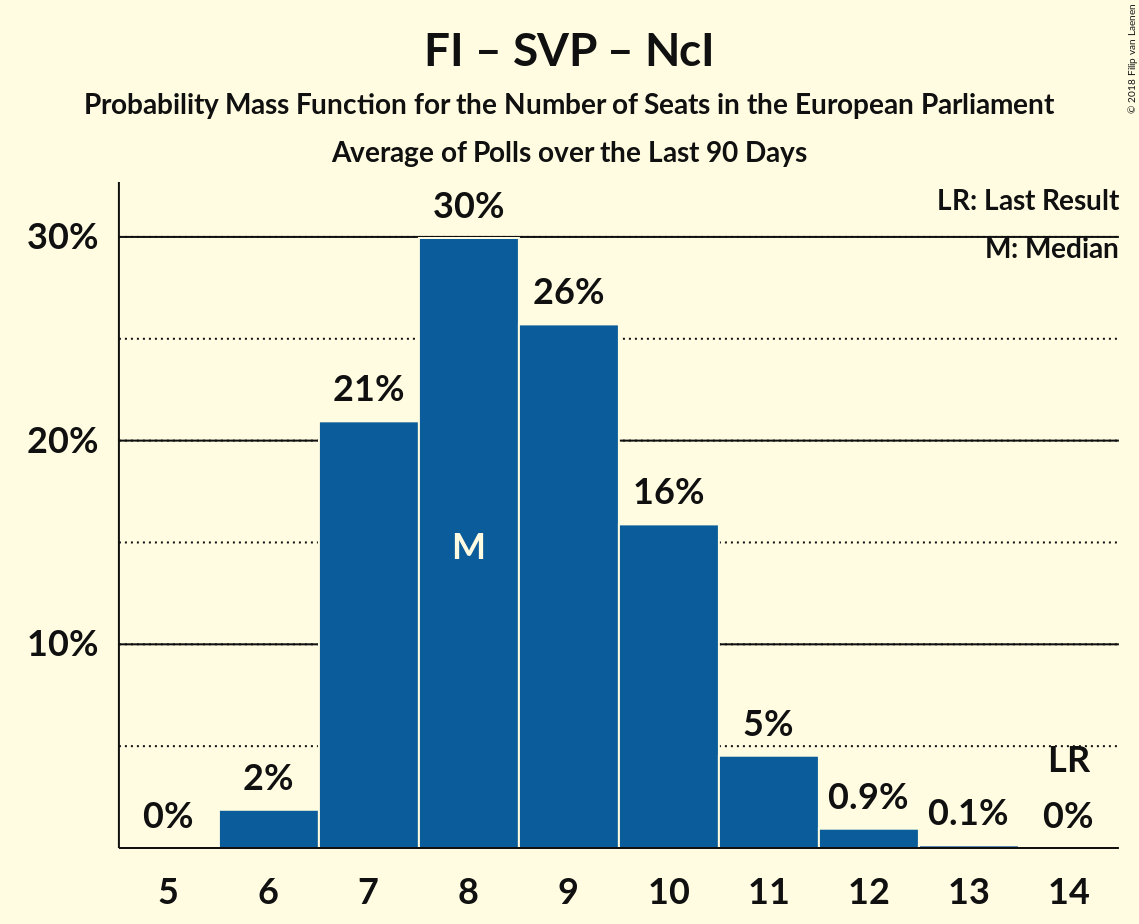 FI – SVP – NcI
Probability Mass Function for the Number of Seats in the European Parliament
Average of Polls over the Last 90 Days
© 2018 Filip van Laenen
LR: Last Result
M: Median
30%
20%
10%
0%
2%
21%
30%
26%
16%
5%
0.9%
0.1%
0%
LR
M
5 6 7 8 9 10 11 12 13 14